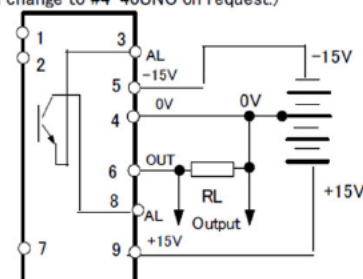 change to #4-40UNC on request.)
1
2
3
AL
5
-15V
4
0V
6
OUT
8
AL
7
9
+15V
RL
Output
0V
-15V
+15V